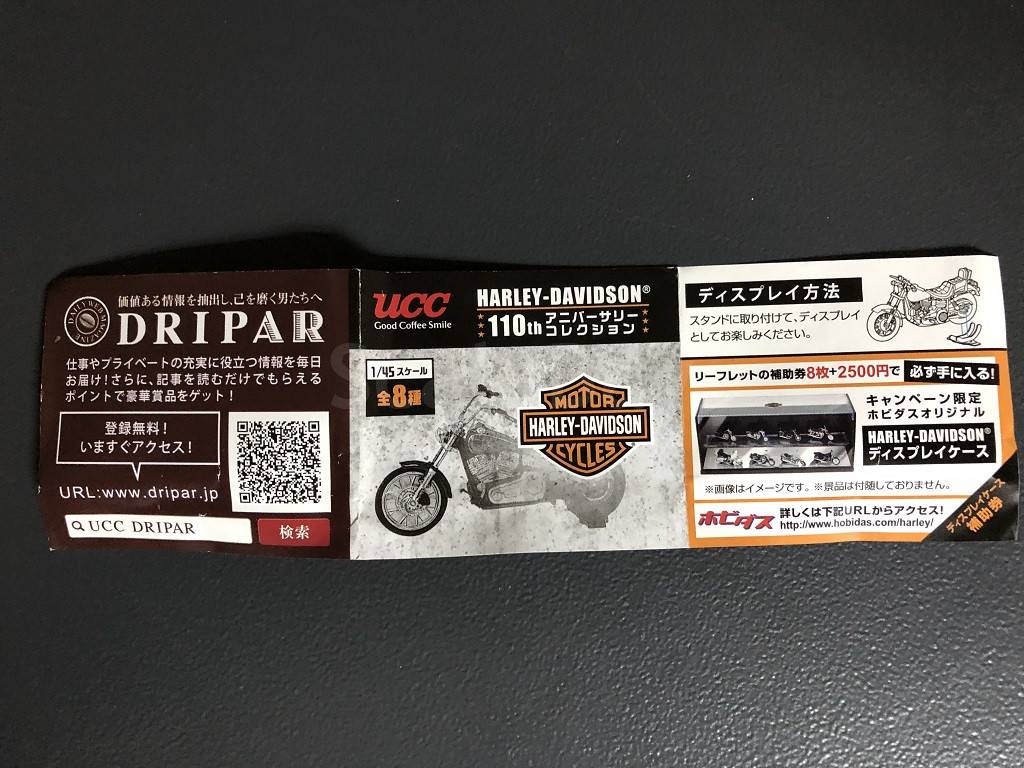 DAILY WEB MAGAZINE
価値ある情報を抽出し、己を磨く男たちへ
DRIPAR
仕事やプライベートの充実に役立つ情報を毎日
お届け！さらに、記事を読むだけでもらえる
ポイントで豪華賞品をゲット！
登録無料！
いますぐアクセス！
URL:www.dripar.jp
UCC DRIPAR
検索
UCC
Good Coffee Smile
HARLEY-DAVIDSON®
110th アニバーサリー
コレクション
1/45スケール
全8種
MOTOR
HARLEY-DAVIDSON
CYCLES
ディスプレイ方法
スタンドに取り付けて、ディスプレイ
としてお楽しみください。
リーフレットの補助券8枚+2500円で 必ず手に入る！
キャンペーン限定
ホビダスオリジナル
HARLEY-DAVIDSON®
ディスプレイケース
※画像はイメージです。※景品は付随しておりません。
ホビダス
詳しくは下記URLからアクセス！
http://www.hobidas.com/harley/
ディスプレイケース
補助券